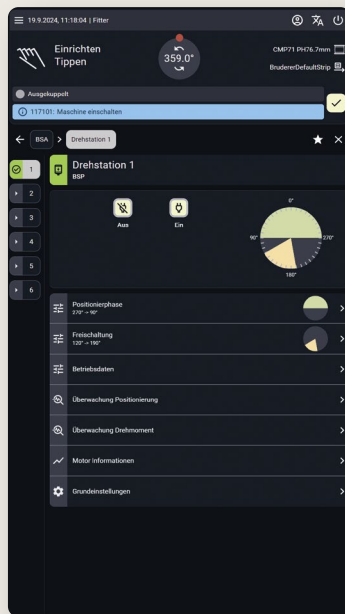 19.9.2024, 11:18:04 | Fitter
Einrichten
Tippen
359.0°
CMP71 PH76.7mm
BrudererDefaultStrip
Ausgekuppelt
117101: Maschine einschalten
BSA > Drehstation 1
1
Drehstation 1
BSP
2
3
4
5
6
Aus
Ein
0°
90°
270°
180°
Positionierphase
270° → 90°
Freischaltung
120° → 190°
Betriebsdaten
Überwachung Positionierung
Überwachung Drehmoment
Motor Informationen
Grundeinstellungen